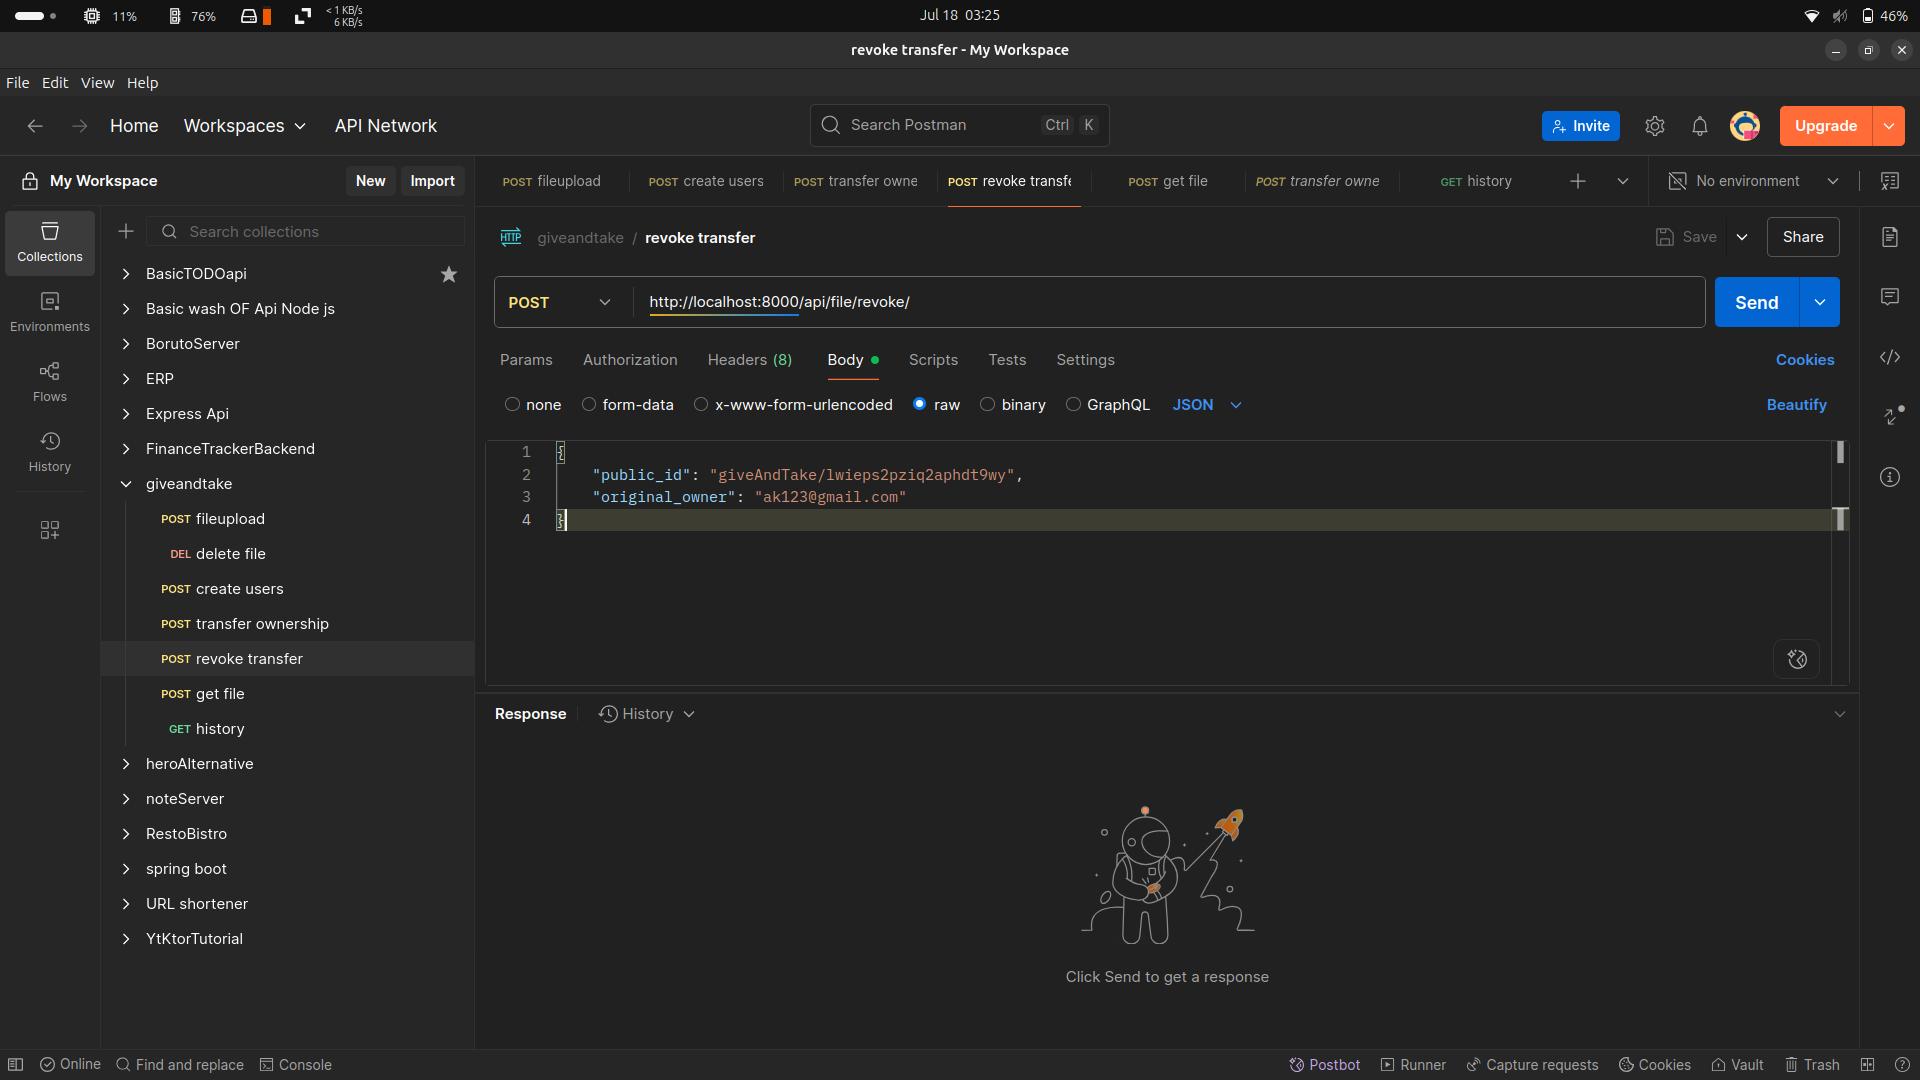 11%
76%
< 1 KB/s
6 KB/s
Jul 18 03:25
46%
revoke transfer - My Workspace
File Edit View Help
Home Workspaces API Network
Search Postman Ctrl K
Invite
Upgrade
My Workspace New Import
POST fileupload
POST create users
POST transfer owne
POST revoke transfe
POST get file
POST transfer owne
GET history
No environment
Collections
Environments
Flows
History
Search collections
BasicTODOapi
Basic wash OF Api Node js
BorutoServer
ERP
Express Api
FinanceTrackerBackend
giveandtake
POST fileupload
DEL delete file
POST create users
POST transfer ownership
POST revoke transfer
POST get file
GET history
heroAlternative
noteServer
RestoBistro
spring boot
URL shortener
YtKtorTutorial
HTTP giveandtake / revoke transfer
Save Share
POST http://localhost:8000/api/file/revoke/ Send
Params Authorization Headers (8) Body Scripts Tests Settings Cookies
none form-data x-www-form-urlencoded raw binary GraphQL JSON Beautify
1 {
2 "public_id": "giveAndTake/lwieps2pziq2aphdt9wy",
3 "original_owner": "ak123@gmail.com"
4 }
Response History
Click Send to get a response
Online Find and replace Console Postbot Runner Capture requests Cookies Vault Trash